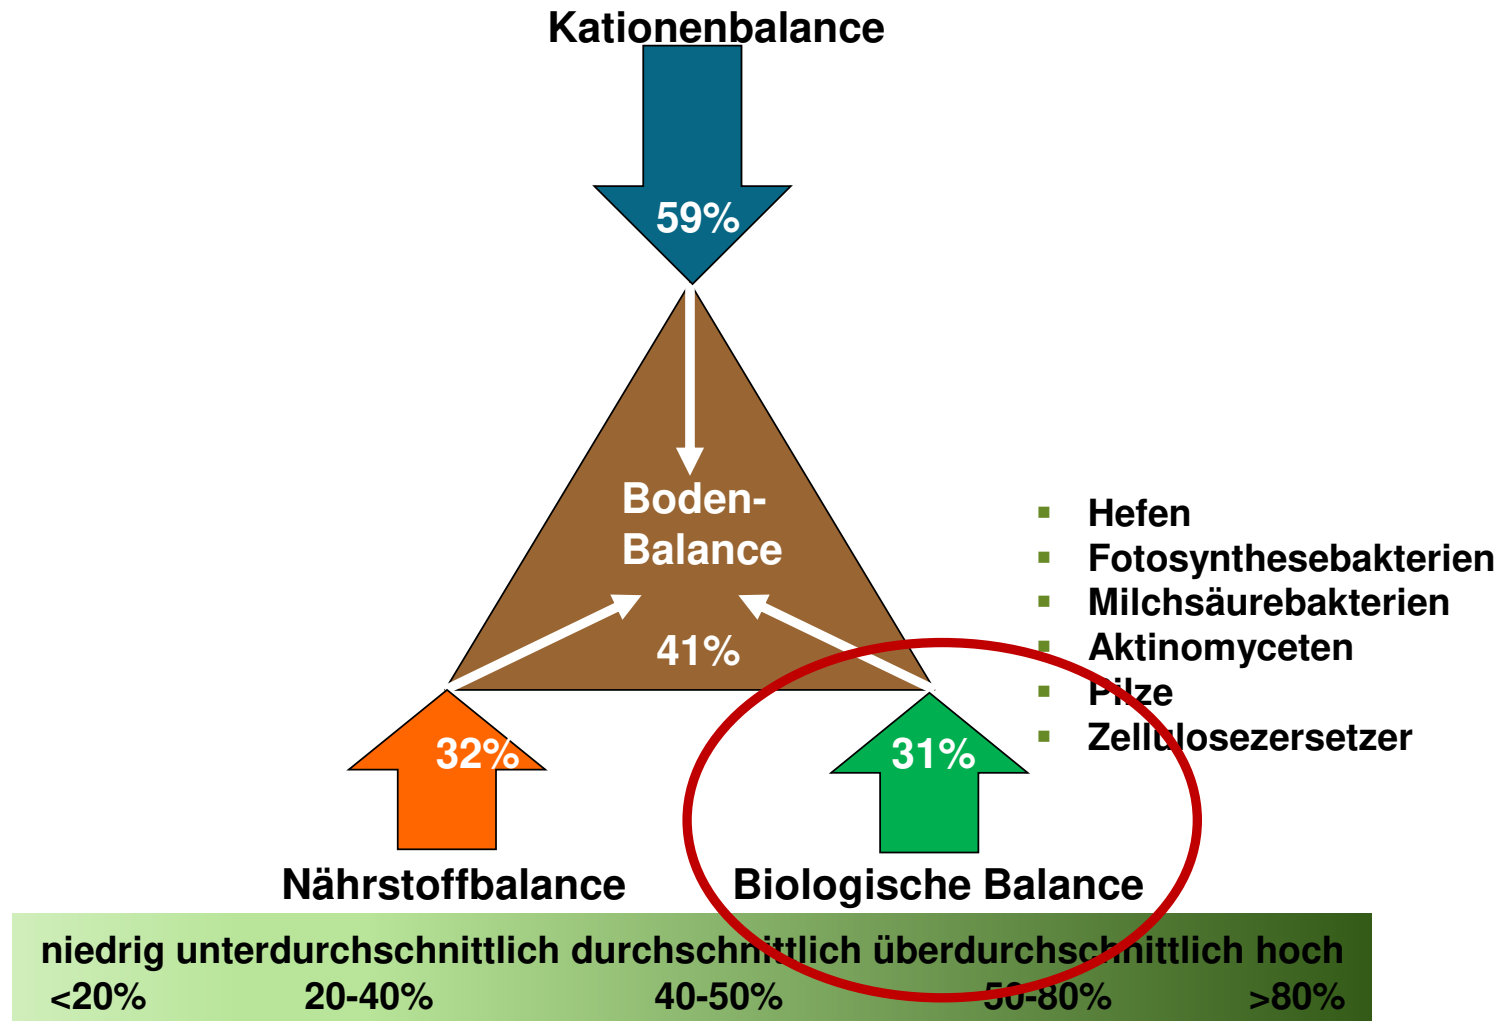 Kationenbalance
59%
Boden-
Balance
41%
▪ Hefen
▪ Fotosynthesebakterien
▪ Milchsäurebakterien
▪ Aktinomyceten
▪ Pilze
▪ Zellulosezersetzer
32%
31%
Nährstoffbalance
Biologische Balance
niedrig unterdurchschnittlich durchschnittlich überdurchschnittlich hoch
<20% 20-40% 40-50% 50-80% >80%